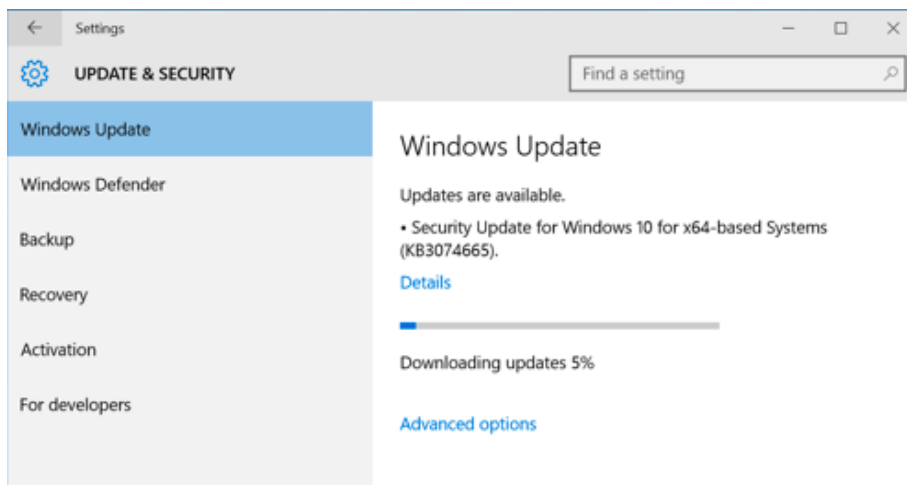 Settings
UPDATE & SECURITY
Find a setting
Windows Update
Windows Defender
Backup
Recovery
Activation
For developers
Windows Update
Updates are available.
• Security Update for Windows 10 for x64-based Systems
(KB3074665).
Details
Downloading updates 5%
Advanced options